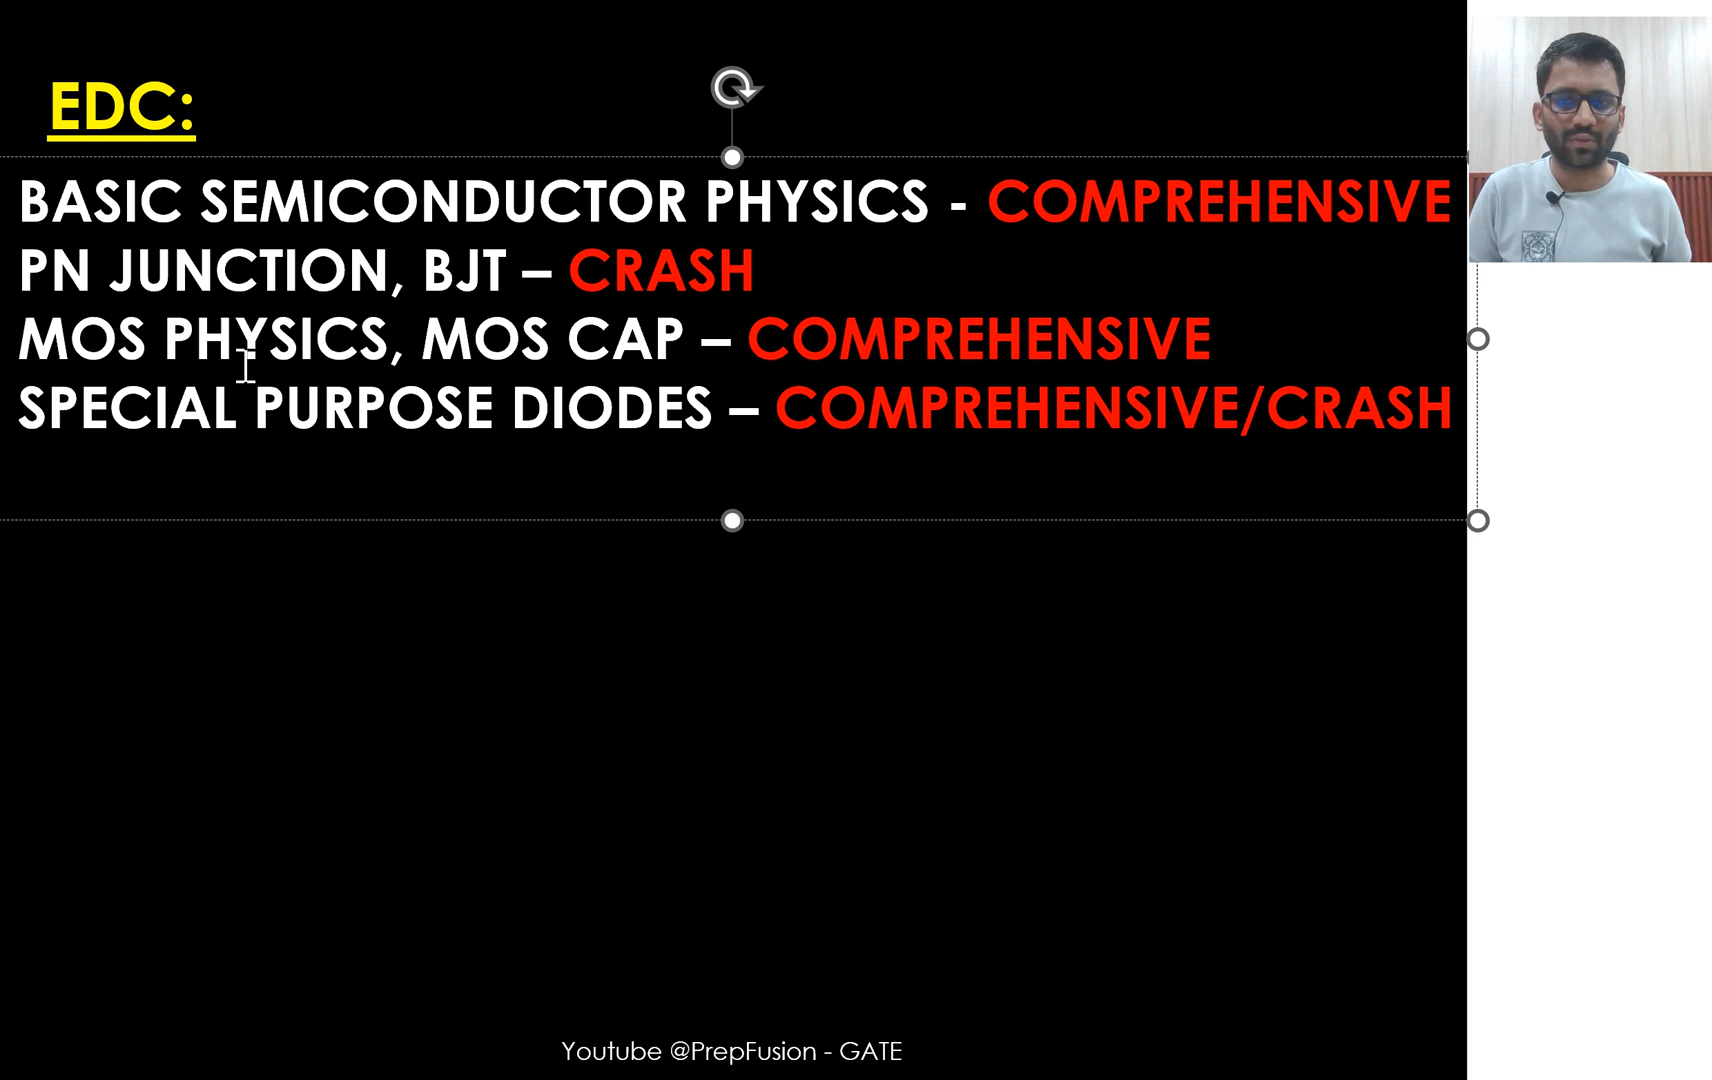 EDC:
BASIC SEMICONDUCTOR PHYSICS - COMPREHENSIVE
PN JUNCTION, BJT – CRASH
MOS PHYSICS, MOS CAP – COMPREHENSIVE
SPECIAL PURPOSE DIODES – COMPREHENSIVE/CRASH
Youtube @PrepFusion - GATE